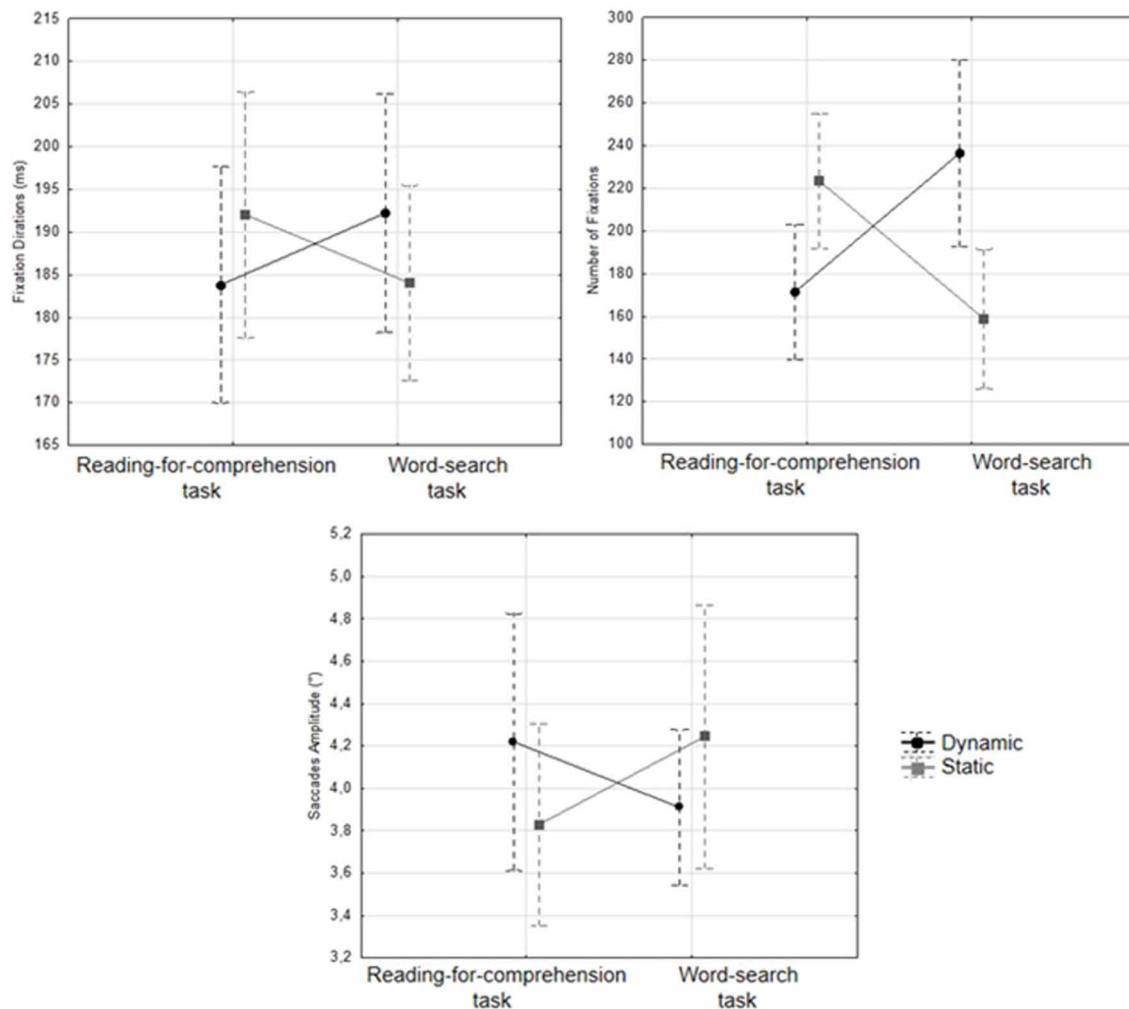 215
210
205
200
195
190
185
180
175
170
165
Fixation Dirations (ms)
Reading-for-comprehension
task
Word-search
task
300
280
260
240
220
200
180
160
140
120
100
Number of Fixations
Reading-for-comprehension
task
Word-search
task
5,2
5,0
4,8
4,6
4,4
4,2
4,0
3,8
3,6
3,4
3,2
Saccades Amplitude (°)
Reading-for-comprehension
task
Word-search
task
Dynamic
Static